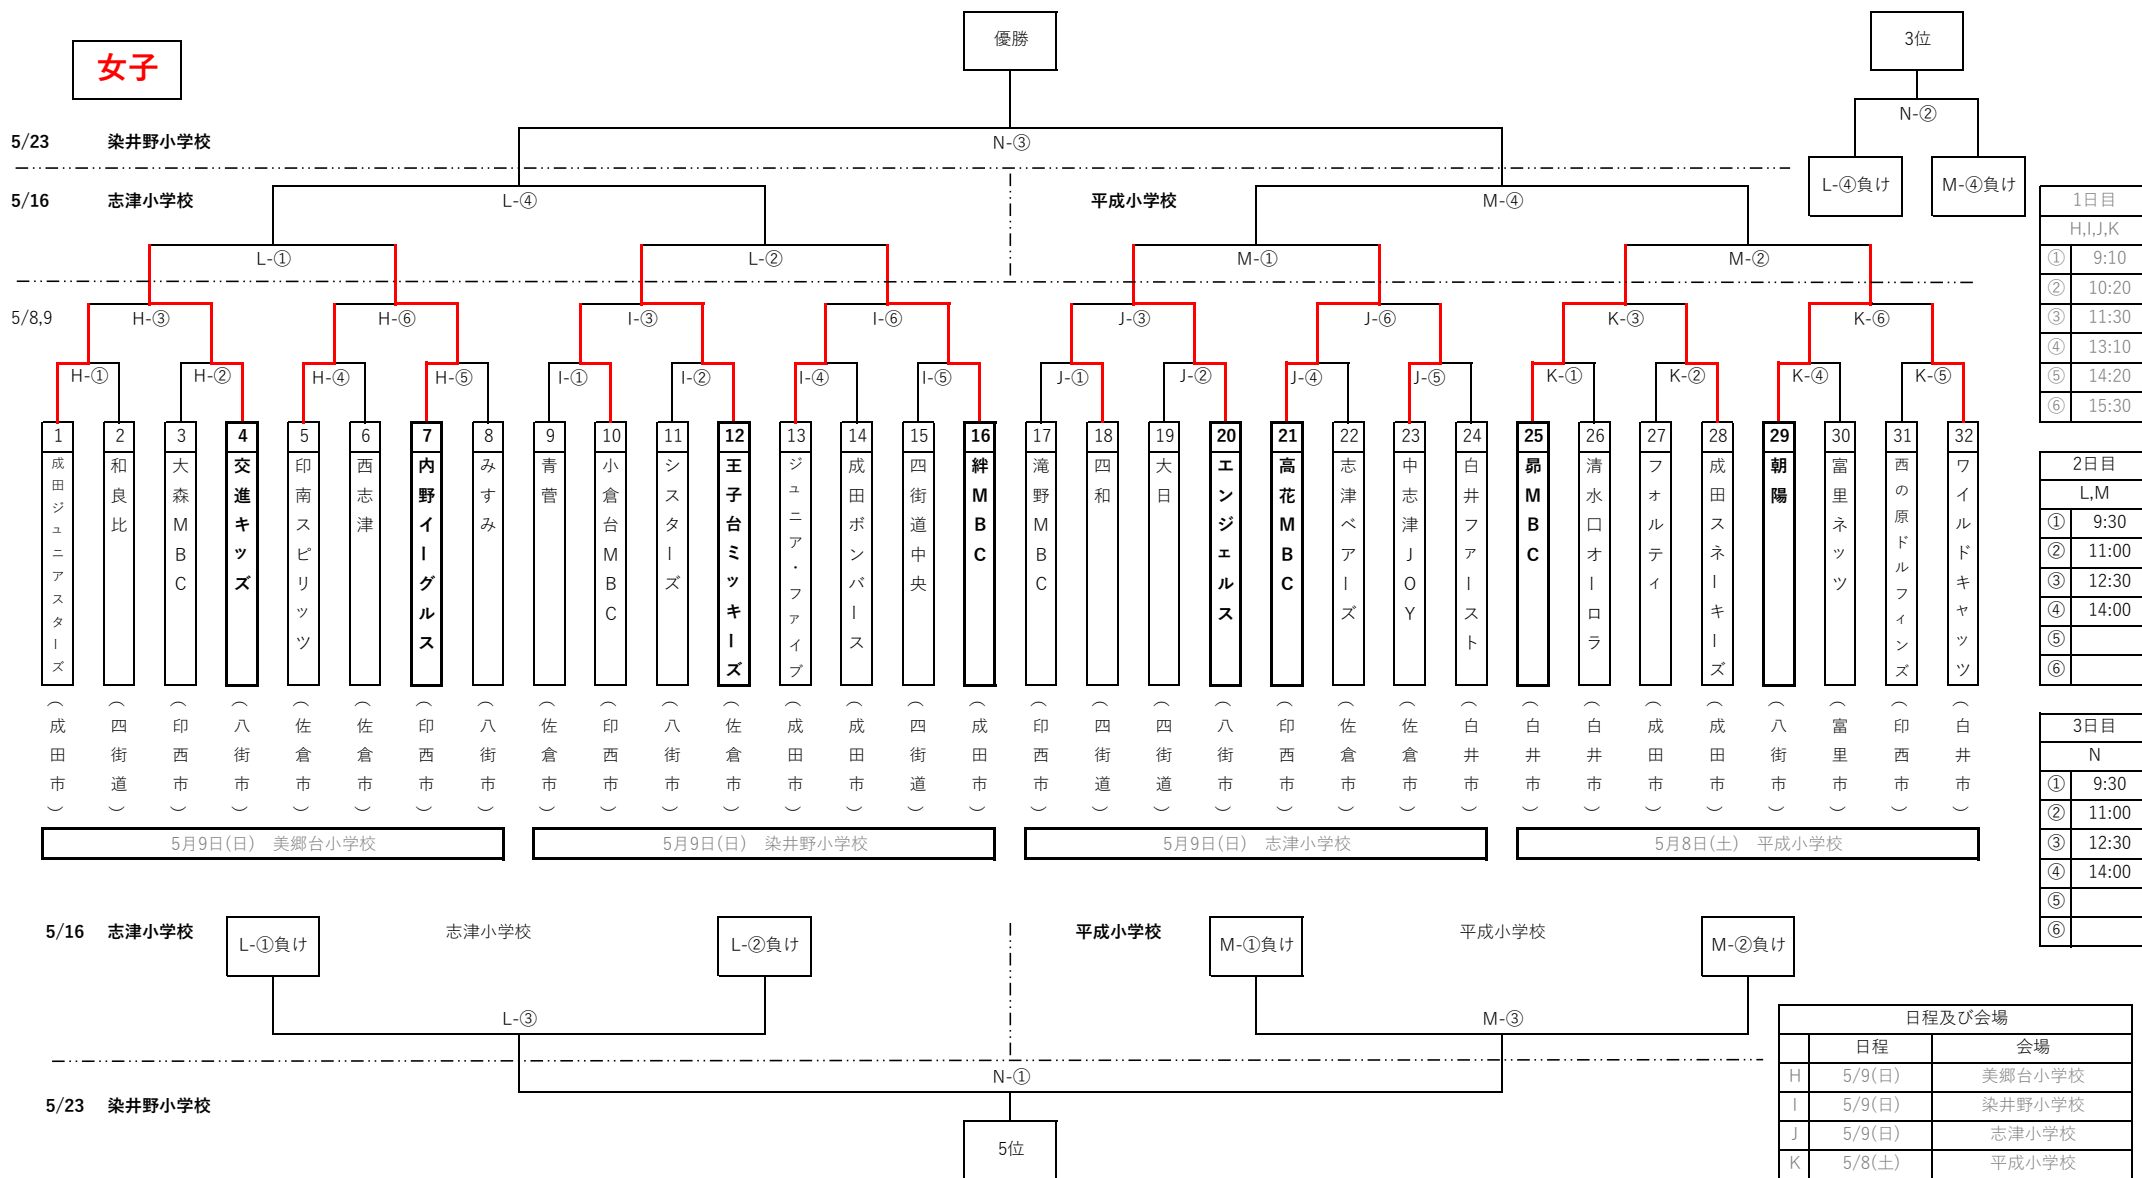 優勝
3位
女子
N-②
5/23 染井野小学校
N-③
L-④負け
M-④負け
5/16 志津小学校
L-④
平成小学校
M-④
L-①
L-②
M-①
M-②
5/8,9
H-③
H-⑥
I-③
I-⑥
J-③
J-⑥
K-③
K-⑥
H-①
H-②
H-④
H-⑤
I-①
I-②
I-④
I-⑤
J-①
J-②
J-④
J-⑤
K-①
K-②
K-④
K-⑤
1 成田ジュニアスターズ (成田市)
2 和良比 (四街道)
3 大森MBC (印西市)
4 交進キッズ (八街市)
5 印南スピリッツ (佐倉市)
6 西志津 (佐倉市)
7 内野イーグルス (印西市)
8 みすみ (八街市)
9 青菅 (佐倉市)
10 小倉台MBC (印西市)
11 シスターズ (八街市)
12 王子台ミッキーズ (佐倉市)
13 ジュニア・ファイブ (成田市)
14 成田ボンバース (成田市)
15 四街道中央 (四街道)
16 絆MBC (成田市)
17 滝野MBC (印西市)
18 四和 (四街道)
19 大日 (四街道)
20 エンジェルス (八街市)
21 高花MBC (印西市)
22 志津ベアーズ (佐倉市)
23 中志津JOY (佐倉市)
24 白井ファースト (白井市)
25 昴MBC (白井市)
26 清水口オーロラ (白井市)
27 フォルティ (成田市)
28 成田スネーキーズ (成田市)
29 朝陽 (八街市)
30 富里ネッツ (富里市)
31 西の原ドルフィンズ (印西市)
32 ワイルドキャッツ (白井市)
5月9日(日) 美郷台小学校
5月9日(日) 染井野小学校
5月9日(日) 志津小学校
5月8日(土) 平成小学校
1日目
H,I,J,K
① 9:10
② 10:20
③ 11:30
④ 13:10
⑤ 14:20
⑥ 15:30
2日目
L,M
① 9:30
② 11:00
③ 12:30
④ 14:00
⑤
⑥
3日目
N
① 9:30
② 11:00
③ 12:30
④ 14:00
⑤
⑥
5/16 志津小学校
L-①負け
志津小学校
L-②負け
平成小学校
M-①負け
平成小学校
M-②負け
L-③
M-③
N-①
5/23 染井野小学校
5位
日程及び会場
日程 会場
H 5/9(日) 美郷台小学校
I 5/9(日) 染井野小学校
J 5/9(日) 志津小学校
K 5/8(土) 平成小学校